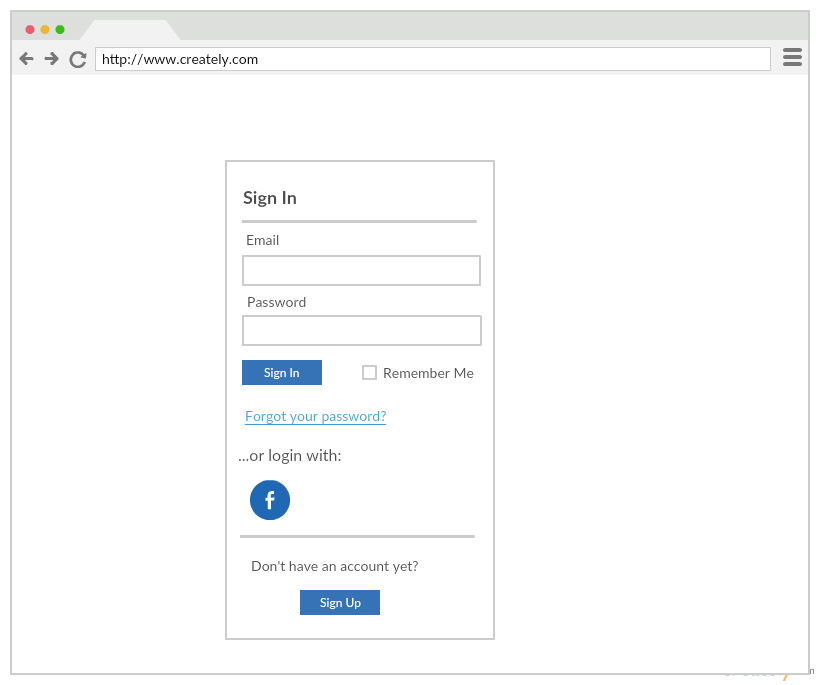 http://www.creately.com
Sign In
Email
Password
Sign In
Remember Me
Forgot your password?
...or login with:
f
Don't have an account yet?
Sign Up